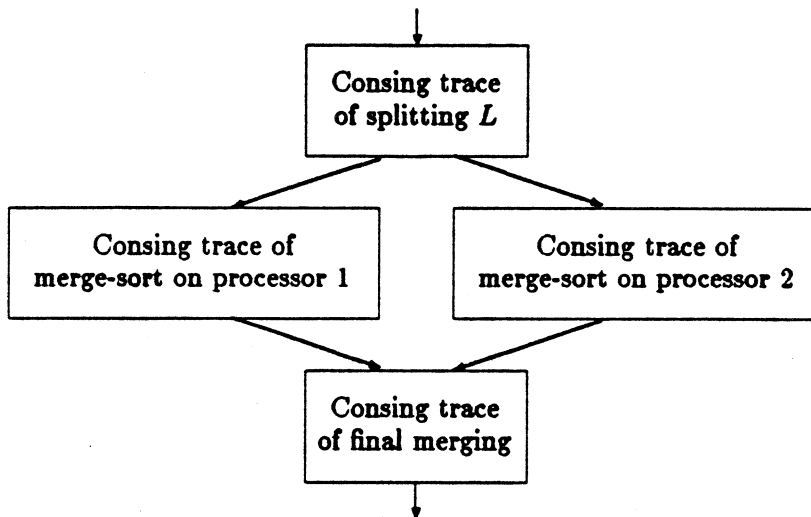 Consing trace
of splitting L
Consing trace of
merge-sort on processor 1
Consing trace of
merge-sort on processor 2
Consing trace
of final merging